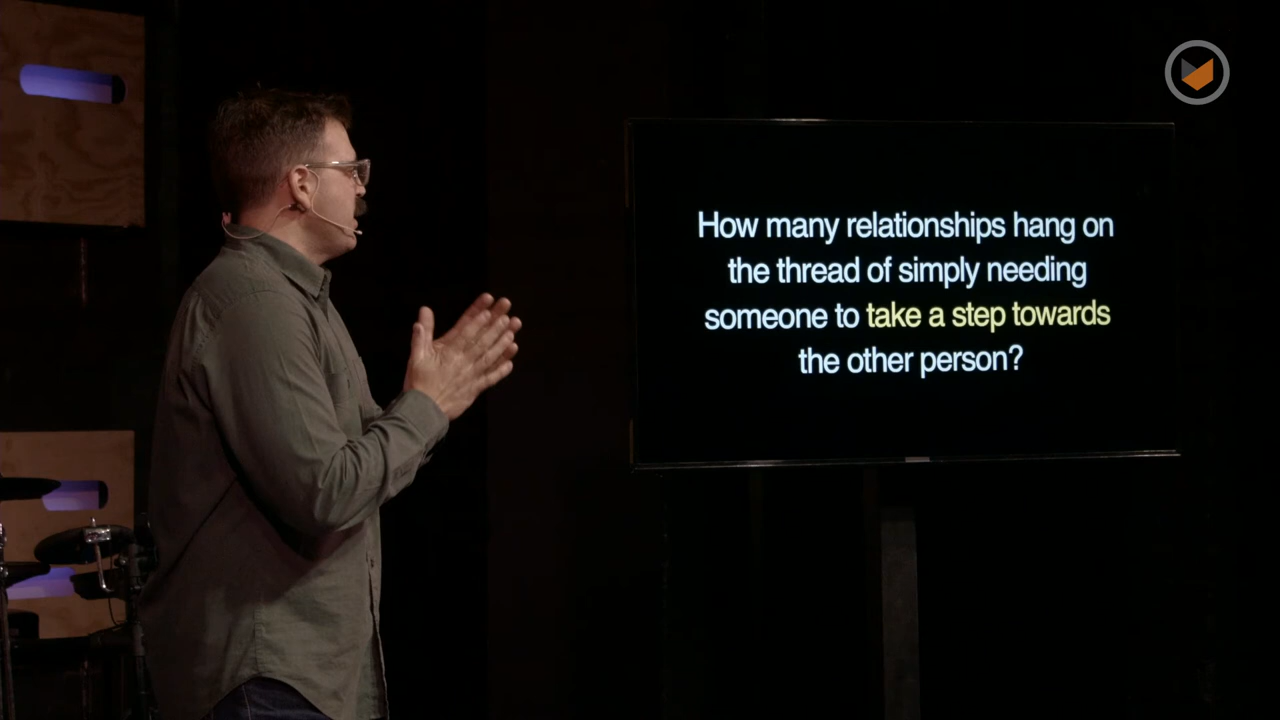 How many relationships hang on
the thread of simply needing
someone to take a step towards
the other person?